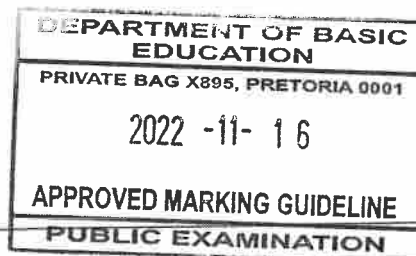 DEPARTMENT OF BASIC
EDUCATION
PRIVATE BAG X895, PRETORIA 0001
2022 -11- 16
APPROVED MARKING GUIDELINE
PUBLIC EXAMINATION